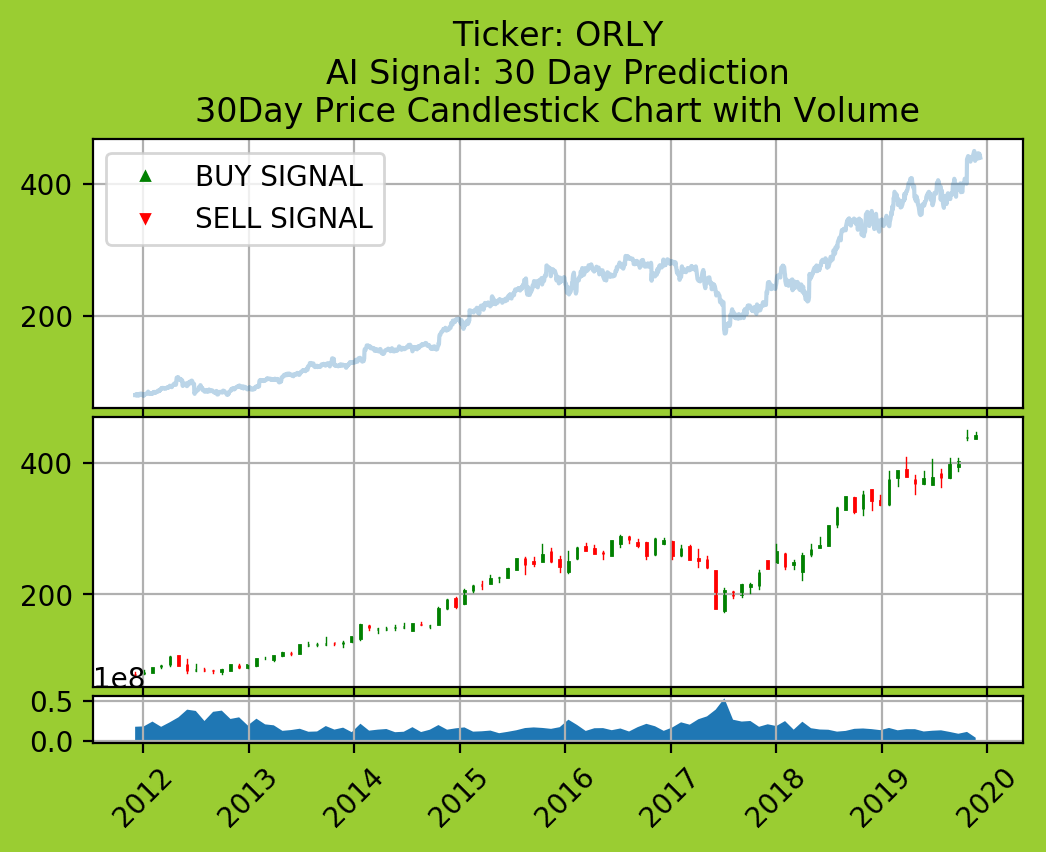 Ticker: ORLY
AI Signal: 30 Day Prediction
30Day Price Candlestick Chart with Volume
BUY SIGNAL
SELL SIGNAL
400
200
400
200
1e8
0.5
0.0
2012
2013
2014
2015
2016
2017
2018
2019
2020